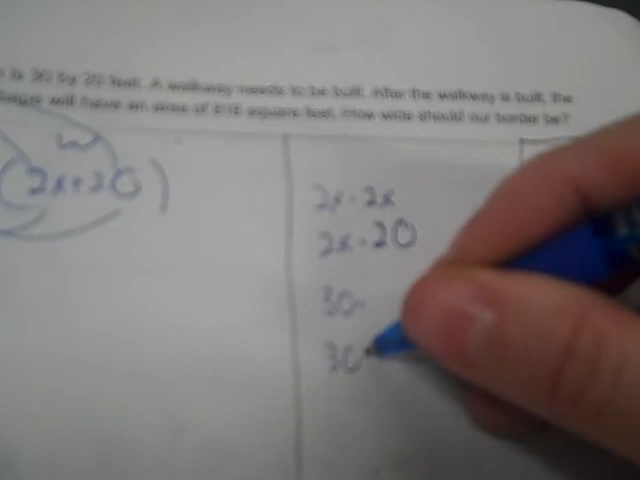 is 30 by 20 feet. A walkway needs to be built. After the walkway is built, the
will have an area of square feet. How wide should our border be?
w
(2x+20)
2x · 2x
2x · 20
30·
30